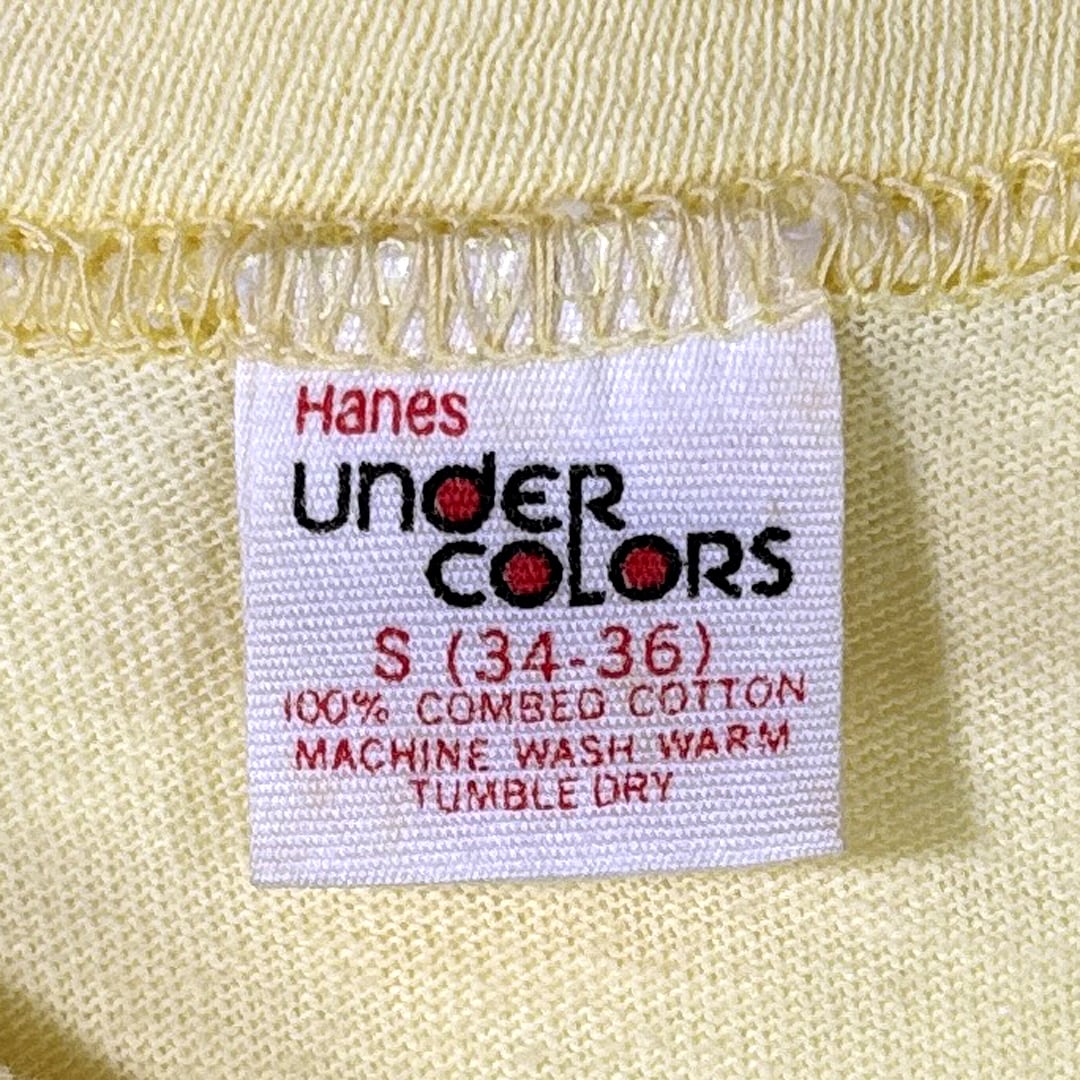 Hanes
UNDER
COLORS
S (34-36)
100% COMBED COTTON
MACHINE WASH WARM
TUMBLE DRY